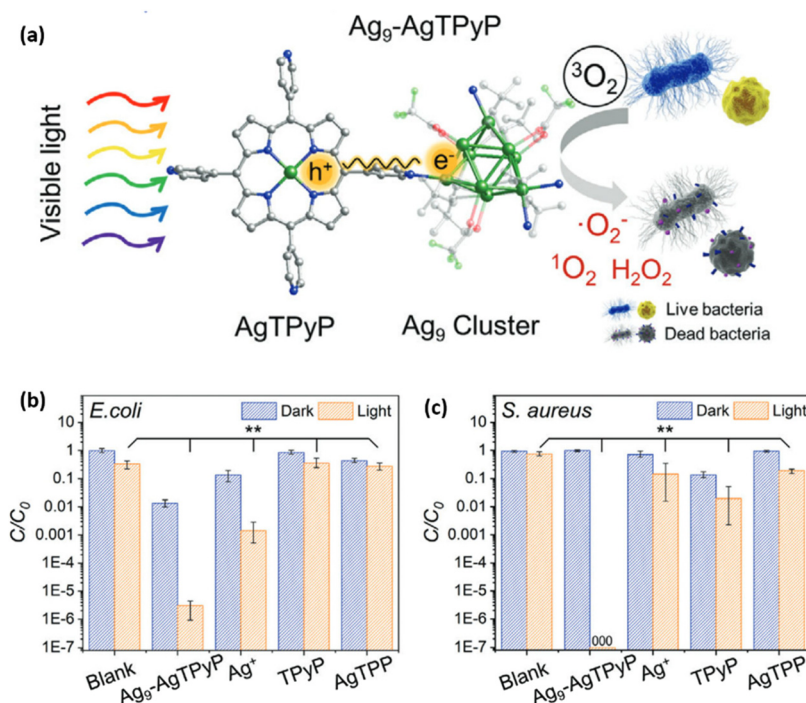 (a)
Ag₉-AgTPyP
Visible light
³O₂
h⁺
e⁻
·O₂⁻
¹O₂ H₂O₂
AgTPyP
Ag₉ Cluster
Live bacteria
Dead bacteria
(b)
E.coli
Dark
Light
**
C/C₀
10
1
0.1
0.01
0.001
1E-4
1E-5
1E-6
1E-7
Blank
Ag₉-AgTPyP
Ag⁺
TPyP
AgTPP
(c)
S. aureus
Dark
Light
**
C/C₀
10
1
0.1
0.01
0.001
1E-4
1E-5
1E-6
1E-7
000
Blank
Ag₉-AgTPyP
Ag⁺
TPyP
AgTPP